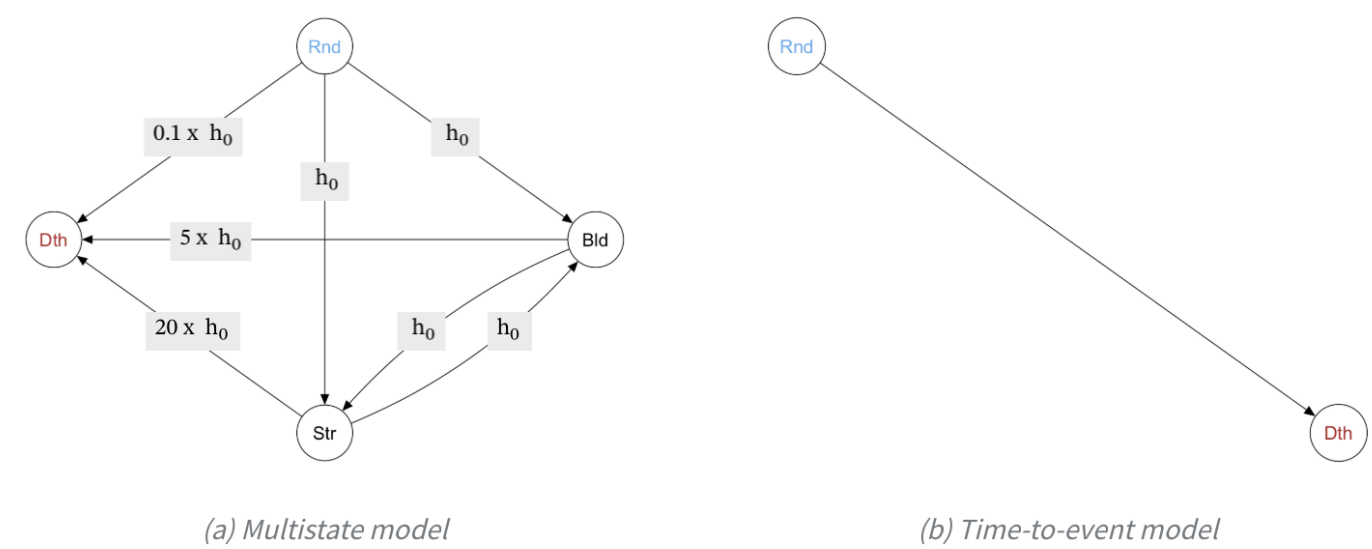 Rnd
Rnd
0.1 x h₀
h₀
h₀
Dth
5 x h₀
Bld
20 x h₀
h₀
h₀
Str
Dth
(a) Multistate model
(b) Time-to-event model